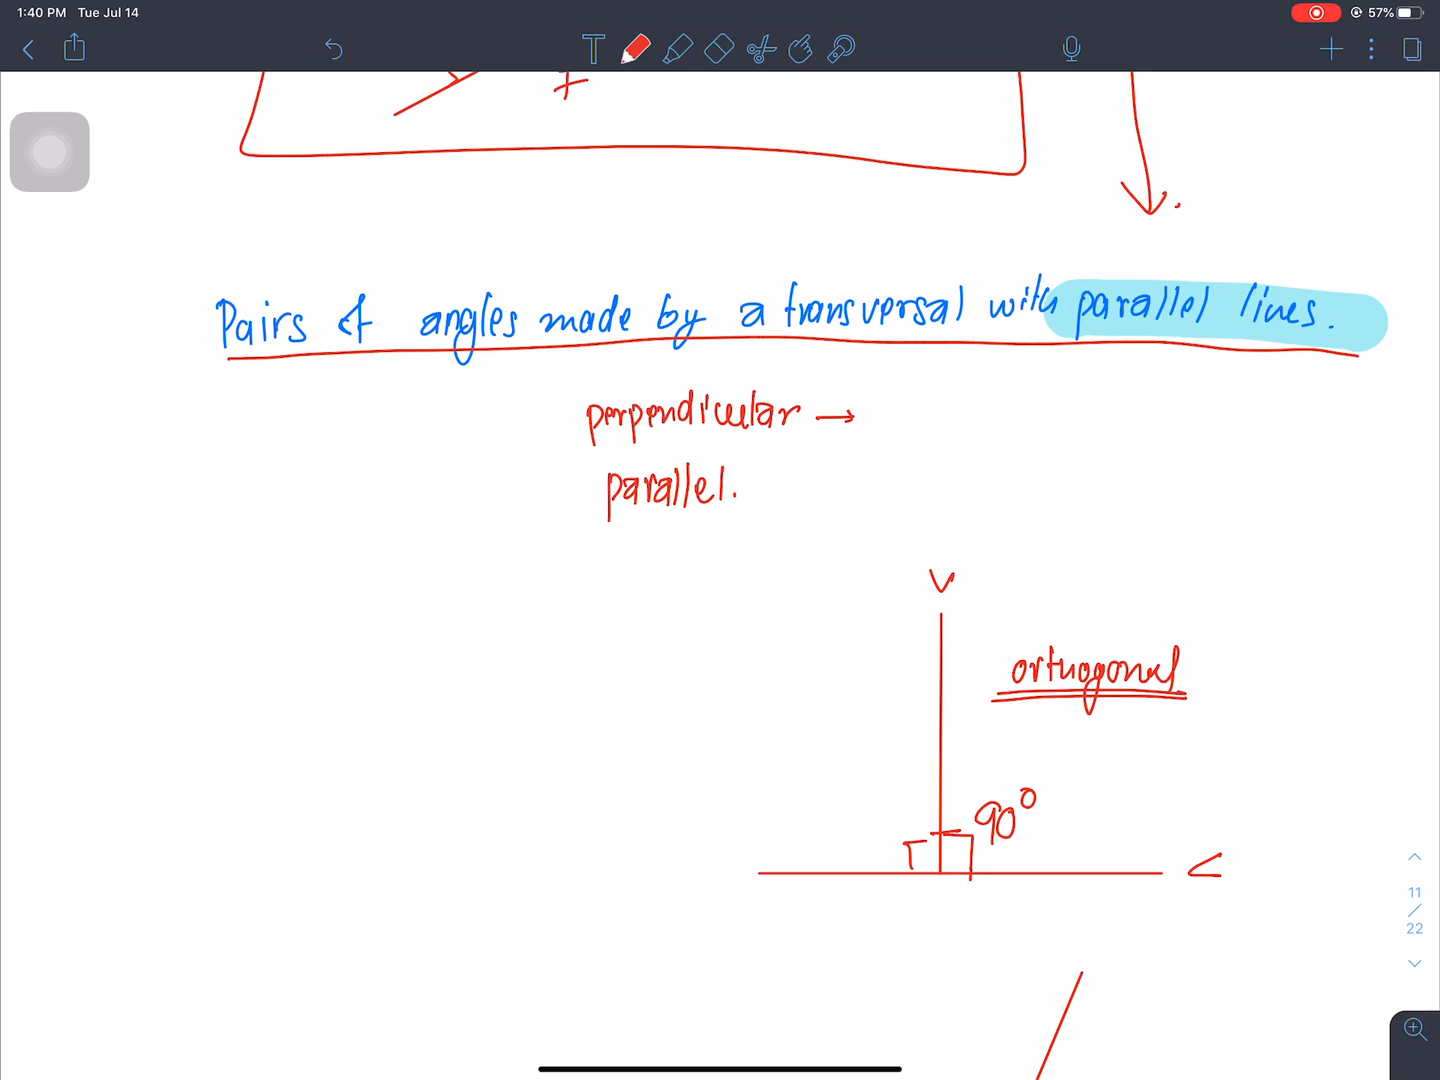 1:40 PM Tue Jul 14
57%
Pairs of angles made by a transversal with parallel lines.
perpendicular →
parallel.
orthogonal
90°
11
/
22